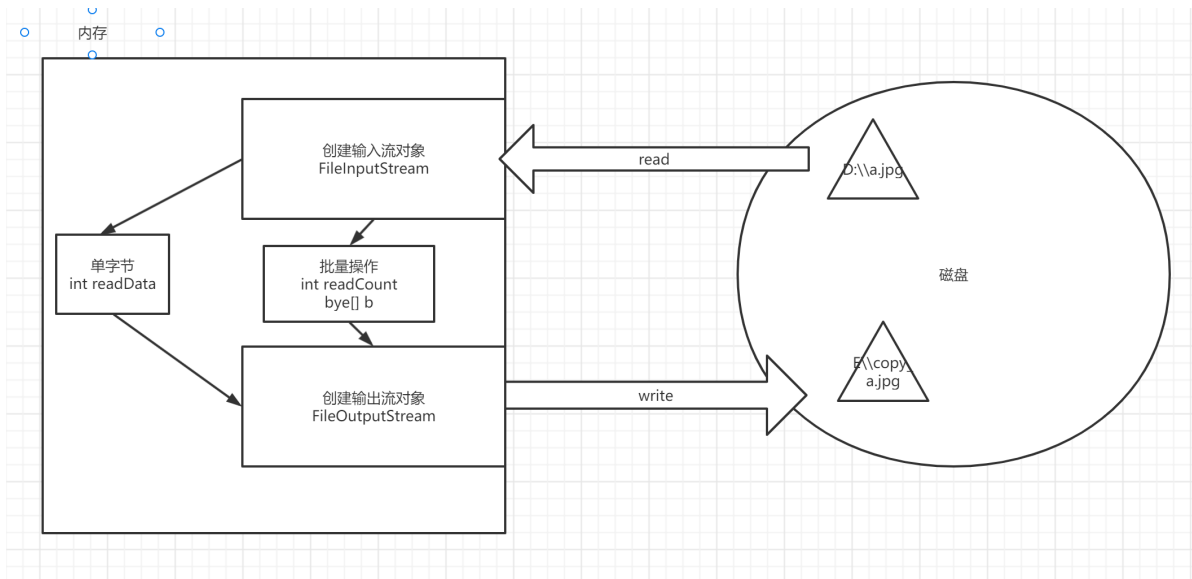 内存
创建输入流对象
FileInputStream
read
D:\\a.jpg
单字节
int readData
批量操作
int readCount
bye[] b
磁盘
创建输出流对象
FileOutputStream
write
E\\copy_
a.jpg